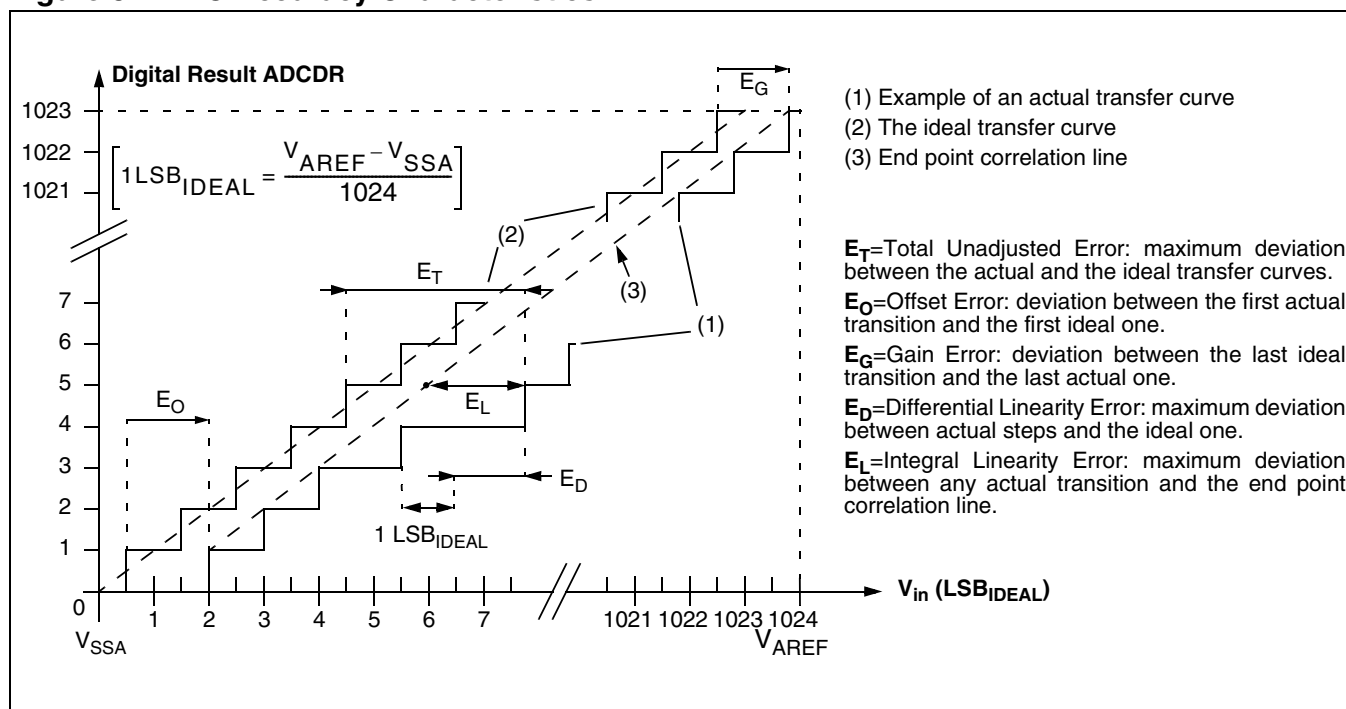 Digital Result ADCDR
1023
1022
1021
1LSB_IDEAL = (V_AREF – V_SSA) / 1024
7
6
5
4
3
2
1
0
E_G
(2)
E_T
(3)
(1)
E_O
E_L
E_D
1 LSB_IDEAL
1 2 3 4 5 6 7 1021 1022 1023 1024
V_in (LSB_IDEAL)
V_SSA
V_AREF
(1) Example of an actual transfer curve
(2) The ideal transfer curve
(3) End point correlation line
E_T=Total Unadjusted Error: maximum deviation
between the actual and the ideal transfer curves.
E_O=Offset Error: deviation between the first actual
transition and the first ideal one.
E_G=Gain Error: deviation between the last ideal
transition and the last actual one.
E_D=Differential Linearity Error: maximum deviation
between actual steps and the ideal one.
E_L=Integral Linearity Error: maximum deviation
between any actual transition and the end point
correlation line.